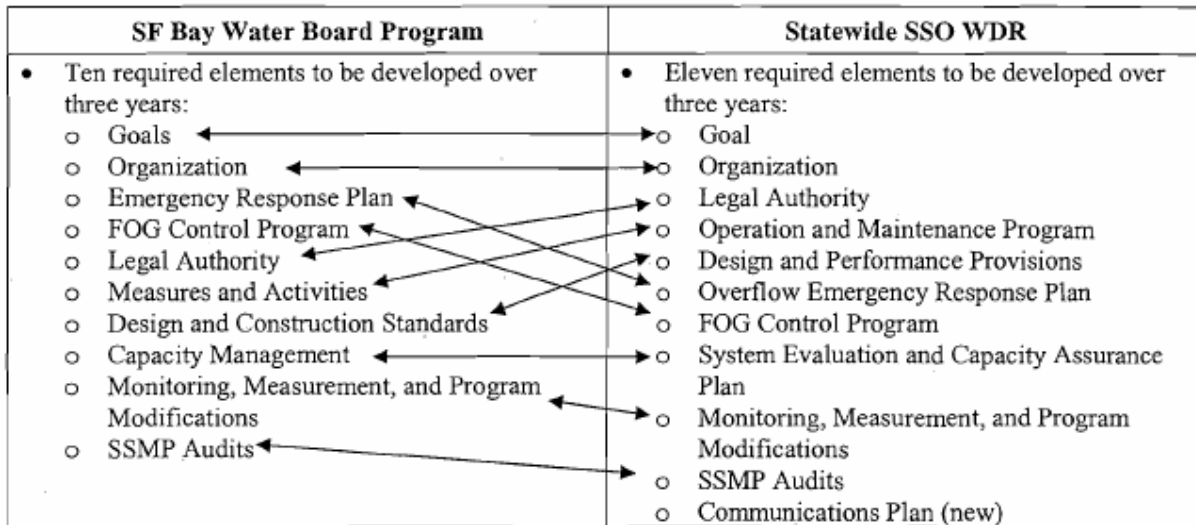 SF Bay Water Board Program
Statewide SSO WDR
• Ten required elements to be developed over
three years:
o Goals
o Organization
o Emergency Response Plan
o FOG Control Program
o Legal Authority
o Measures and Activities
o Design and Construction Standards
o Capacity Management
o Monitoring, Measurement, and Program
Modifications
o SSMP Audits
• Eleven required elements to be developed over
three years:
o Goal
o Organization
o Legal Authority
o Operation and Maintenance Program
o Design and Performance Provisions
o Overflow Emergency Response Plan
o FOG Control Program
o System Evaluation and Capacity Assurance
Plan
o Monitoring, Measurement, and Program
Modifications
o SSMP Audits
o Communications Plan (new)